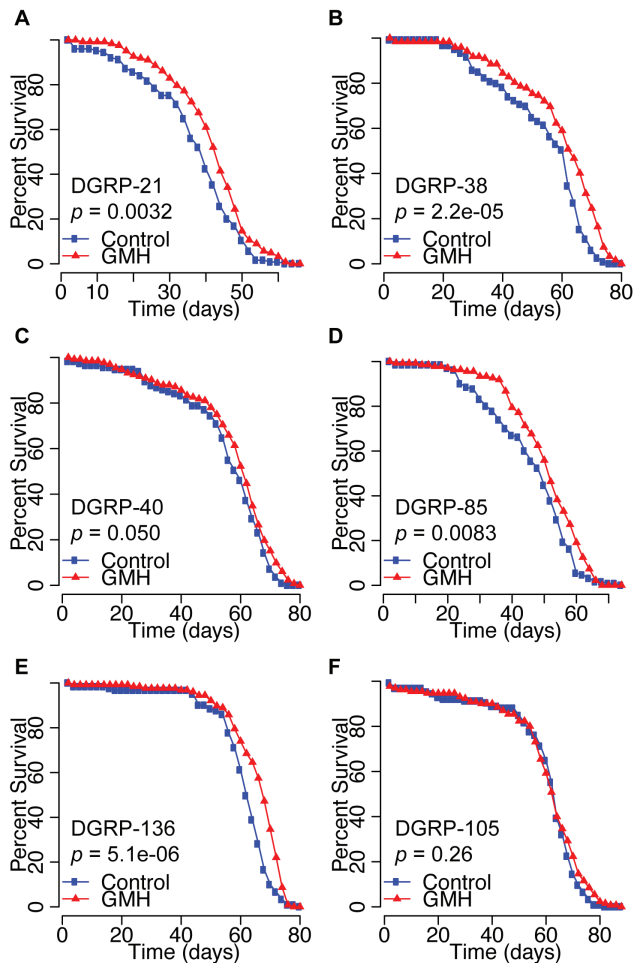 A
Percent Survival
80
60
40
20
0
DGRP-21
p = 0.0032
Control
GMH
0 10 30 50
Time (days)
B
Percent Survival
80
60
40
20
0
DGRP-38
p = 2.2e-05
Control
GMH
0 20 40 60 80
Time (days)
C
Percent Survival
80
60
40
20
0
DGRP-40
p = 0.050
Control
GMH
0 20 40 60 80
Time (days)
D
Percent Survival
80
60
40
20
0
DGRP-85
p = 0.0083
Control
GMH
0 20 40 60
Time (days)
E
Percent Survival
80
60
40
20
0
DGRP-136
p = 5.1e-06
Control
GMH
0 20 40 60 80
Time (days)
F
Percent Survival
80
60
40
20
0
DGRP-105
p = 0.26
Control
GMH
0 20 40 60 80
Time (days)